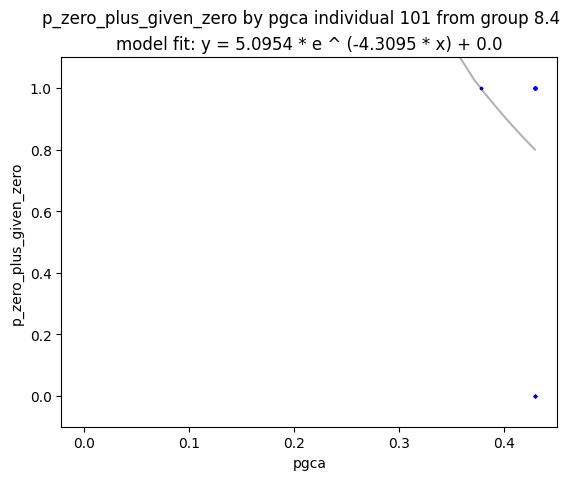 p_zero_plus_given_zero by pgca individual 101 from group 8.4
model fit: y = 5.0954 * e ^ (-4.3095 * x) + 0.0
p_zero_plus_given_zero
1.0
0.8
0.6
0.4
0.2
0.0
0.0 0.1 0.2 0.3 0.4
pgca